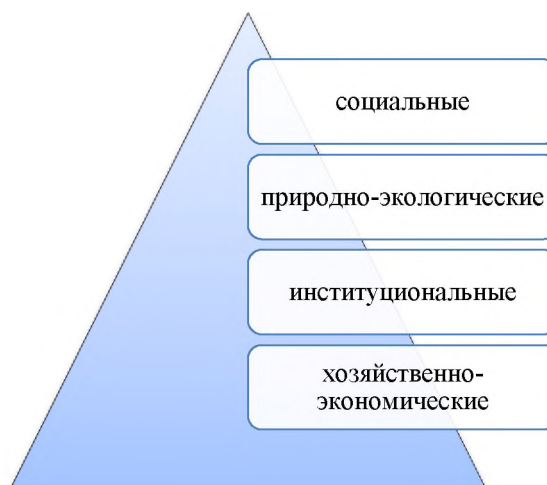 социальные
природно-экологические
институциональные
хозяйственно-
экономические